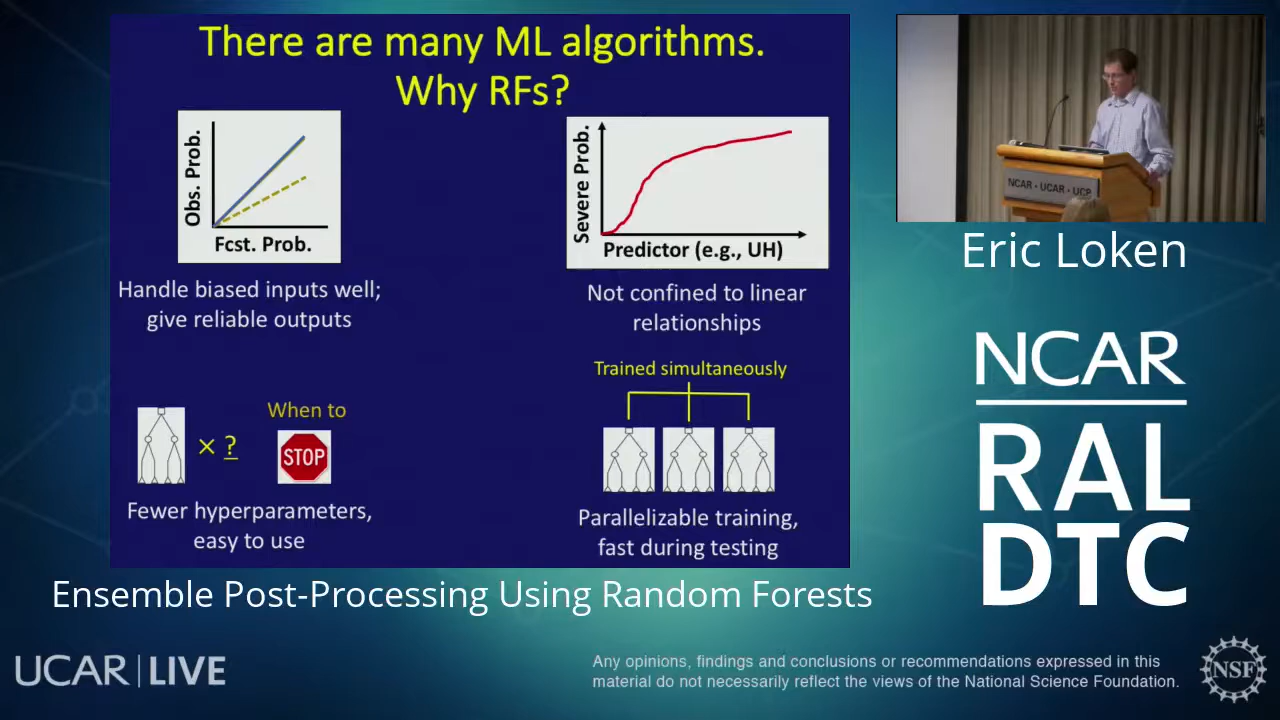 There are many ML algorithms.
Why RFs?
Obs. Prob.
Fcst. Prob.
Handle biased inputs well;
give reliable outputs
Severe Prob.
Predictor (e.g., UH)
Not confined to linear
relationships
× ?
When to
STOP
Fewer hyperparameters,
easy to use
Trained simultaneously
Parallelizable training,
fast during testing
NCAR · UCAR · UCP
Eric Loken
NCAR
RAL
DTC
Ensemble Post-Processing Using Random Forests
UCAR | LIVE
Any opinions, findings and conclusions or recommendations expressed in this
material do not necessarily reflect the views of the National Science Foundation.
NSF